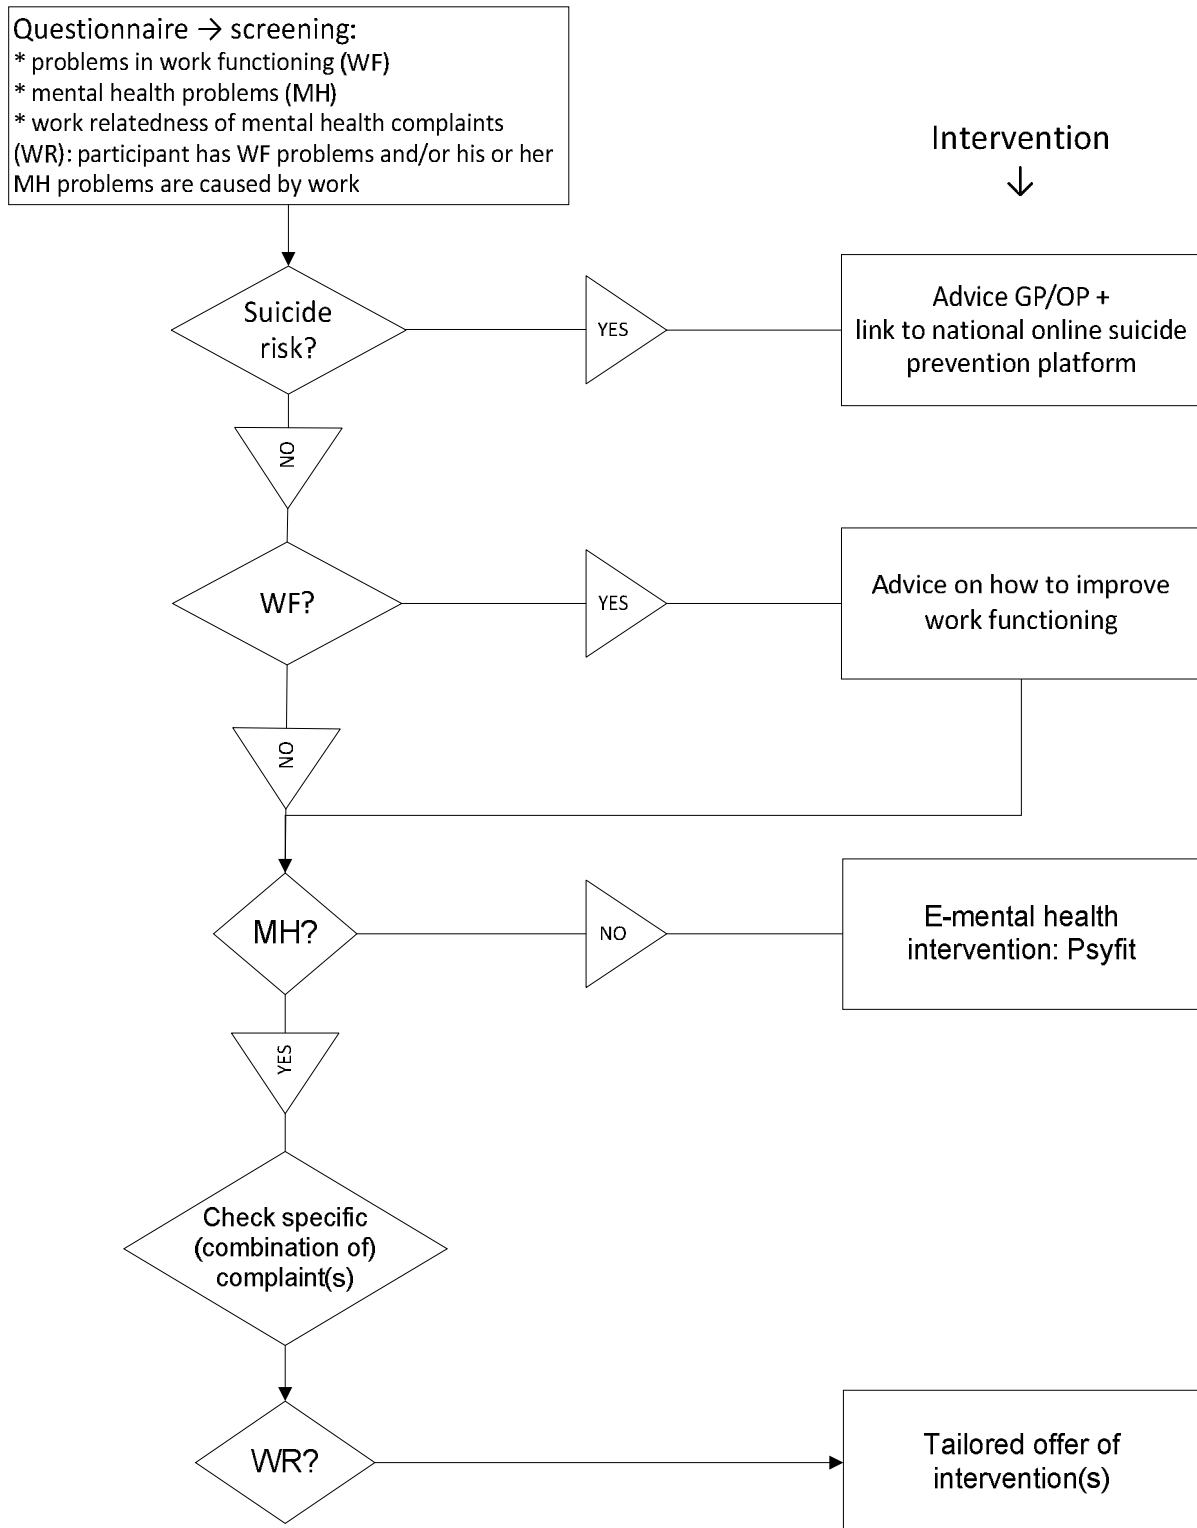 Questionnaire → screening:
* problems in work functioning (WF)
* mental health problems (MH)
* work relatedness of mental health complaints
(WR): participant has WF problems and/or his or her
MH problems are caused by work
Intervention
↓
Suicide
risk?
YES
Advice GP/OP +
link to national online suicide
prevention platform
NO
WF?
YES
Advice on how to improve
work functioning
NO
MH?
NO
E-mental health
intervention: Psyfit
YES
Check specific
(combination of)
complaint(s)
WR?
Tailored offer of
intervention(s)